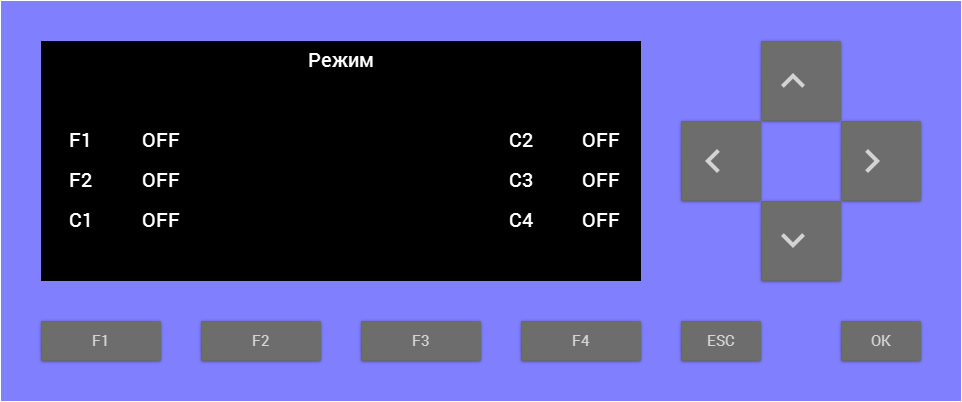 Режим
F1 OFF C2 OFF
F2 OFF C3 OFF
C1 OFF C4 OFF
F1 F2 F3 F4 ESC OK